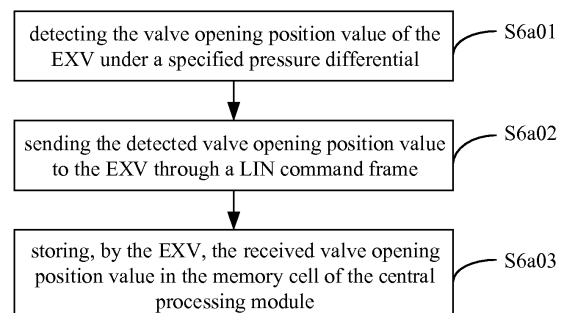 detecting the valve opening position value of the
EXV under a specified pressure differential
S6a01
sending the detected valve opening position value
to the EXV through a LIN command frame
S6a02
storing, by the EXV, the received valve opening
position value in the memory cell of the central
processing module
S6a03